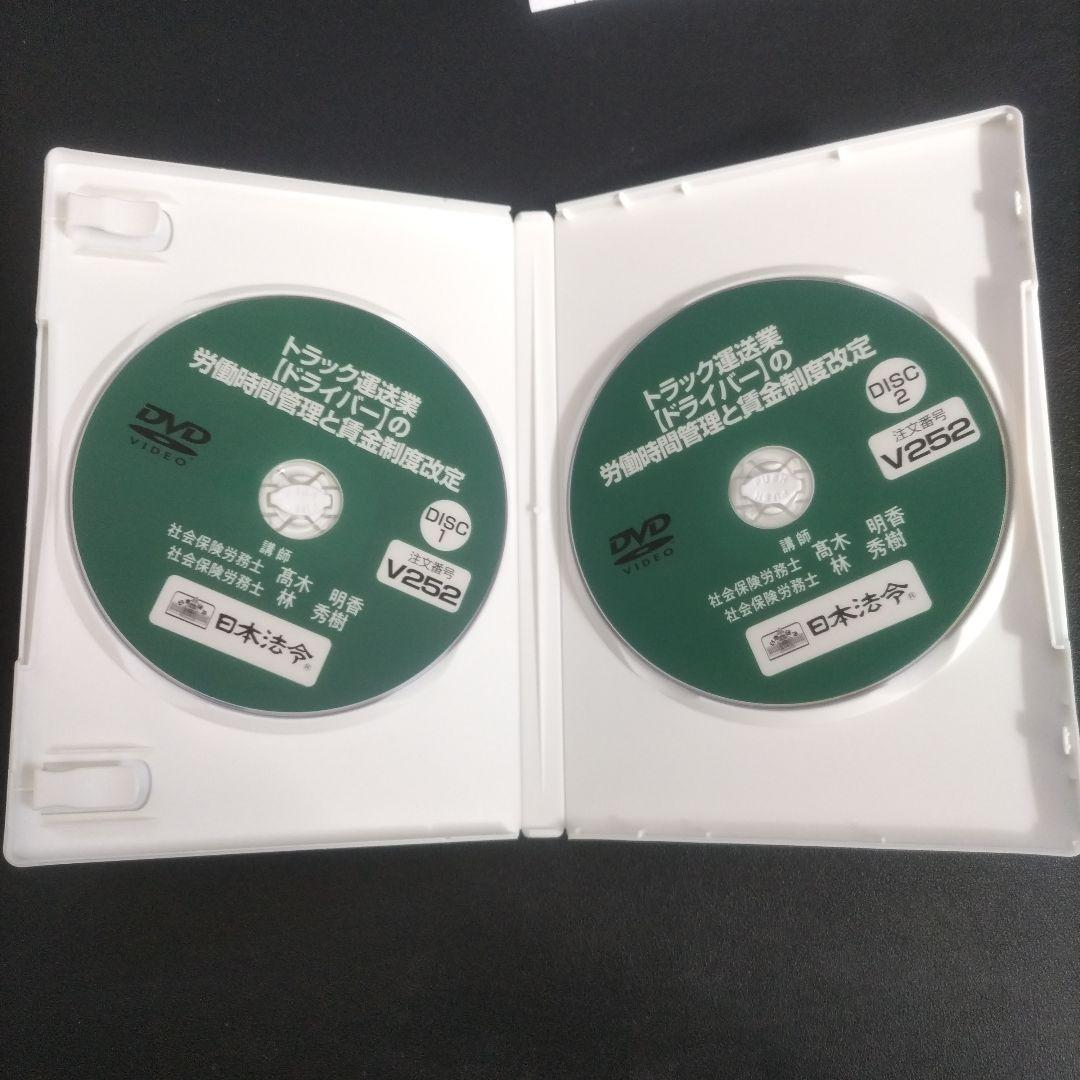 トラック運送業
【ドライバー】の
労働時間管理と賃金制度改定
DVD
VIDEO
DISC
1
注文番号
V252
講師
社会保険労務士 髙木 明香
社会保険労務士 林 秀樹
日本法令®
トラック運送業
【ドライバー】の
労働時間管理と賃金制度改定
DISC
2
注文番号
V252
DVD
VIDEO
講師
社会保険労務士 髙木 明香
社会保険労務士 林 秀樹
日本法令®